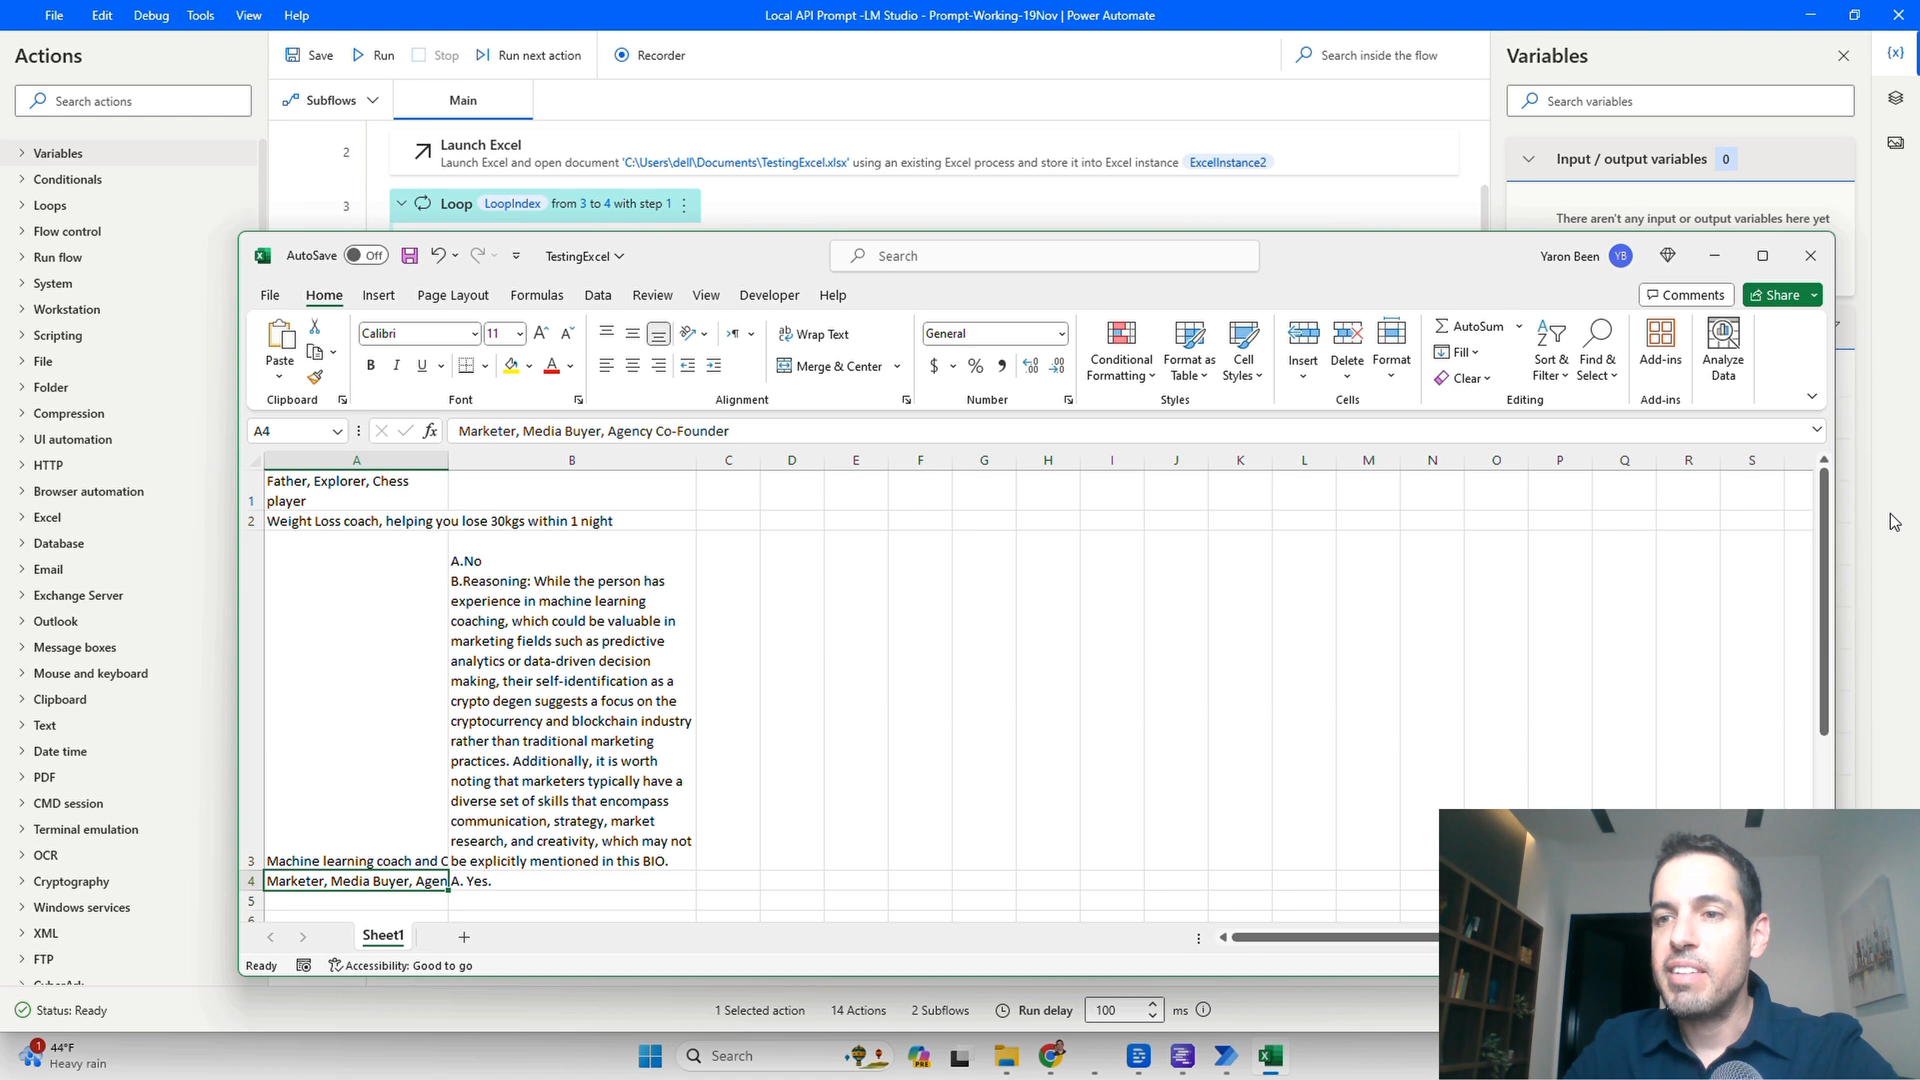 File Edit Debug Tools View Help
Local API Prompt -LM Studio - Prompt-Working-19Nov | Power Automate
Actions
Search actions
Variables
Conditionals
Loops
Flow control
Run flow
System
Workstation
Scripting
File
Folder
Compression
UI automation
HTTP
Browser automation
Excel
Database
Email
Exchange Server
Outlook
Message boxes
Mouse and keyboard
Clipboard
Text
Date time
PDF
CMD session
Terminal emulation
OCR
Cryptography
Windows services
XML
FTP
Save Run Stop Run next action Recorder
Search inside the flow
Subflows Main
2
Launch Excel
Launch Excel and open document 'C:\Users\dell\Documents\TestingExcel.xlsx' using an existing Excel process and store it into Excel instance ExcelInstance2
3
Loop LoopIndex from 3 to 4 with step 1
Variables
{x}
Search variables
Input / output variables 0
There aren't any input or output variables here yet
AutoSave Off TestingExcel
Search
Yaron Been YB
File Home Insert Page Layout Formulas Data Review View Developer Help
Comments Share
Paste
Clipboard
Calibri 11
B I U
Font
Wrap Text
Merge & Center
Alignment
General
$ %
Number
Conditional Formatting
Format as Table
Cell Styles
Styles
Insert Delete Format
Cells
AutoSum
Fill
Clear
Sort & Filter
Find & Select
Editing
Add-ins
Add-ins
Analyze Data
A4
fx
Marketer, Media Buyer, Agency Co-Founder
A B C D E F G H I J K L M N O P Q R S
Father, Explorer, Chess
1 player
2 Weight Loss coach, helping you lose 30kgs within 1 night
A.No
B.Reasoning: While the person has
experience in machine learning
coaching, which could be valuable in
marketing fields such as predictive
analytics or data-driven decision
making, their self-identification as a
crypto degen suggests a focus on the
cryptocurrency and blockchain industry
rather than traditional marketing
practices. Additionally, it is worth
noting that marketers typically have a
diverse set of skills that encompass
communication, strategy, market
research, and creativity, which may not
3 Machine learning coach and C be explicitly mentioned in this BIO.
4 Marketer, Media Buyer, Agen A. Yes.
5
6
Sheet1
Ready
Accessibility: Good to go
Status: Ready
1 Selected action 14 Actions 2 Subflows Run delay 100 ms
1
44°F
Heavy rain
Search
PRE